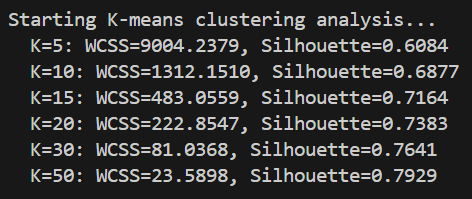 Starting K-means clustering analysis...
K=5: WCSS=9004.2379, Silhouette=0.6084
K=10: WCSS=1312.1510, Silhouette=0.6877
K=15: WCSS=483.0559, Silhouette=0.7164
K=20: WCSS=222.8547, Silhouette=0.7383
K=30: WCSS=81.0368, Silhouette=0.7641
K=50: WCSS=23.5898, Silhouette=0.7929